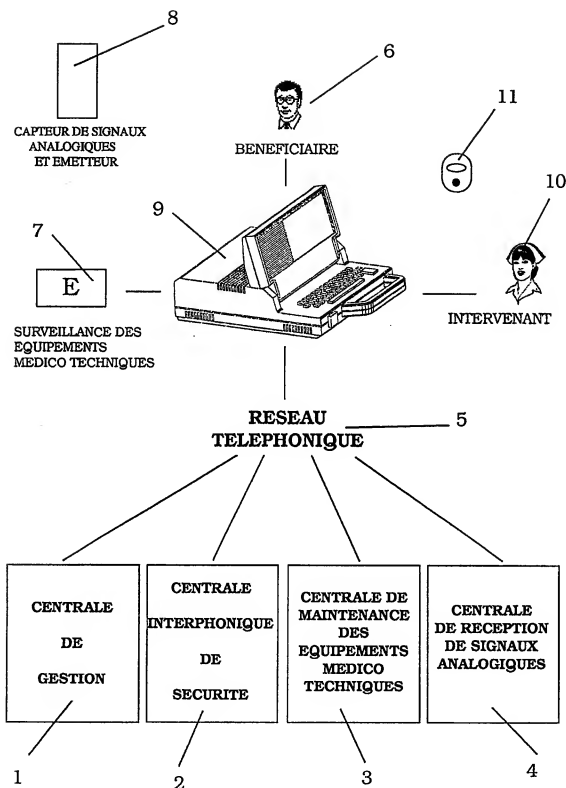 8
6
CAPTEUR DE SIGNAUX
ANALOGIQUES
ET EMETTEUR
BENEFICIAIRE
11
10
9
7
E
INTERVENANT
SURVEILLANCE DES
EQUIPEMENTS
MEDICO TECHNIQUES
RESEAU
TELEPHONIQUE
5
CENTRALE
DE
GESTION
CENTRALE
INTERPHONIQUE
DE
SECURITE
CENTRALE DE
MAINTENANCE
DES
EQUIPEMENTS
MEDICO
TECHNIQUES
CENTRALE
DE RECEPTION
DE SIGNAUX
ANALOGIQUES
1
2
3
4